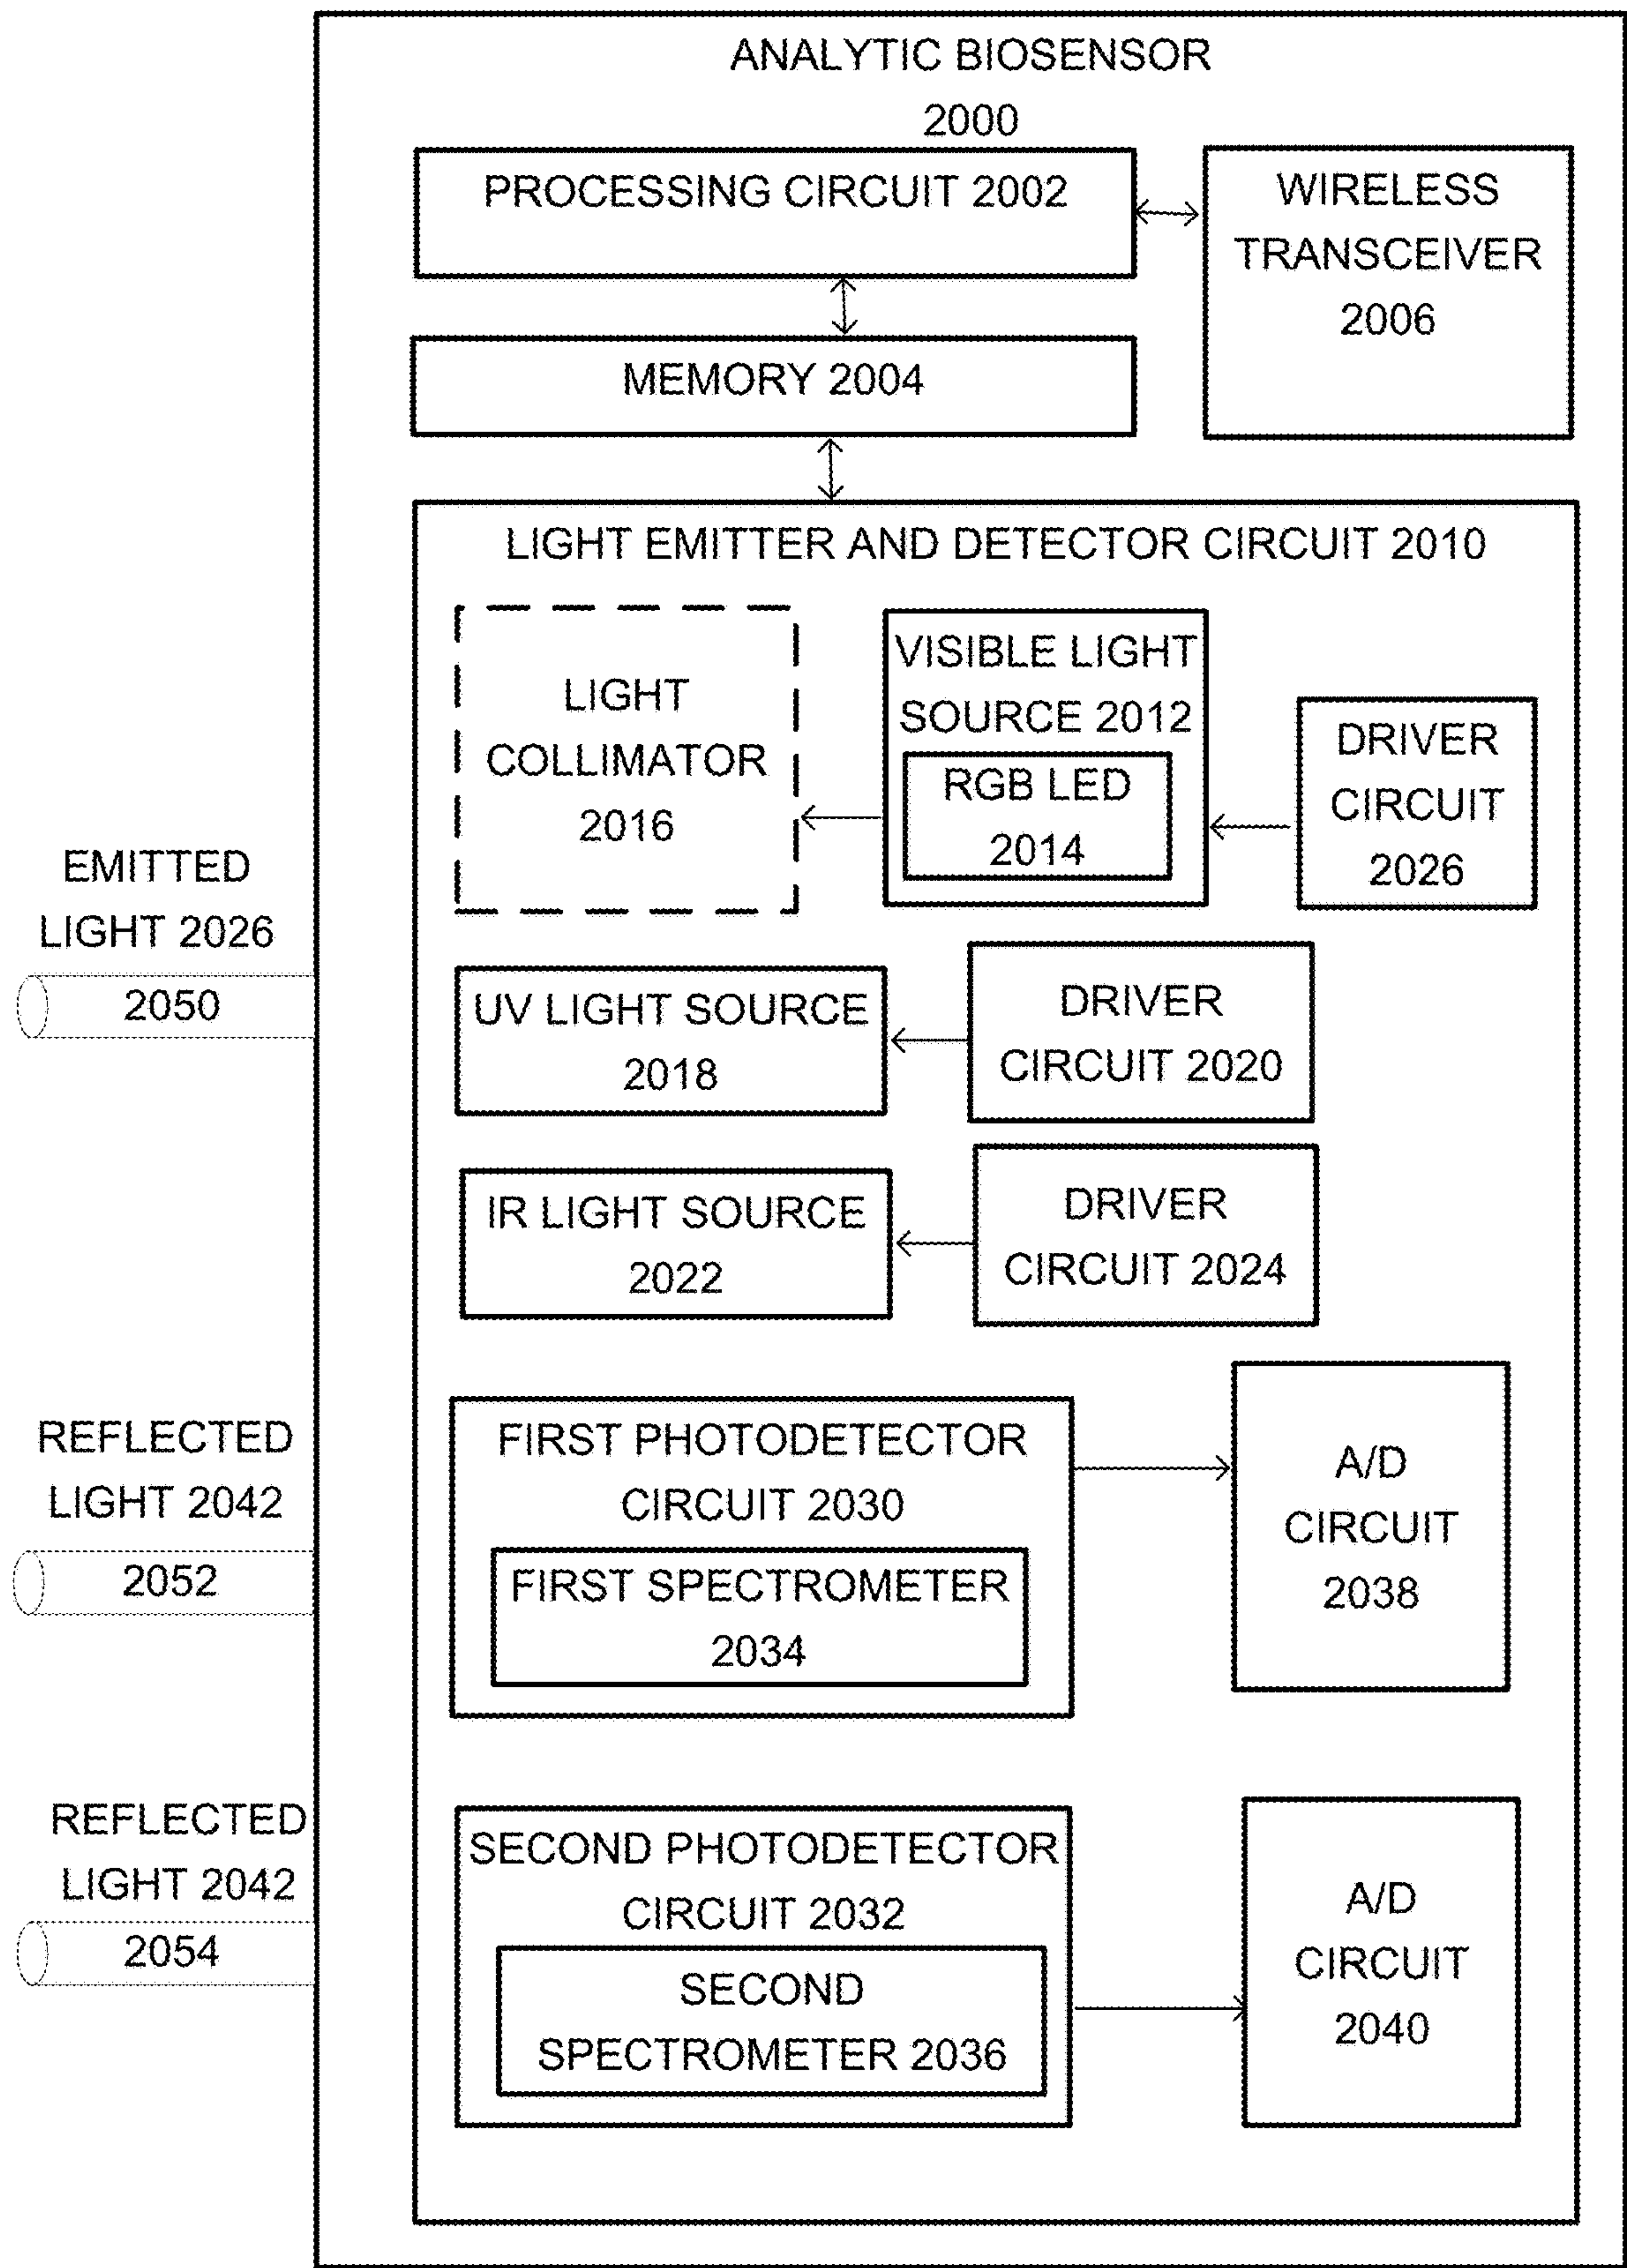 ANALYTIC BIOSENSOR
2000
PROCESSING CIRCUIT 2002
WIRELESS
TRANSCEIVER
2006
MEMORY 2004
LIGHT EMITTER AND DETECTOR CIRCUIT 2010
LIGHT
COLLIMATOR
2016
VISIBLE LIGHT
SOURCE 2012
RGB LED
2014
DRIVER
CIRCUIT
2026
EMITTED
LIGHT 2026
2050
UV LIGHT SOURCE
2018
DRIVER
CIRCUIT 2020
IR LIGHT SOURCE
2022
DRIVER
CIRCUIT 2024
REFLECTED
LIGHT 2042
2052
FIRST PHOTODETECTOR
CIRCUIT 2030
FIRST SPECTROMETER
2034
A/D
CIRCUIT
2038
REFLECTED
LIGHT 2042
2054
SECOND PHOTODETECTOR
CIRCUIT 2032
SECOND
SPECTROMETER 2036
A/D
CIRCUIT
2040